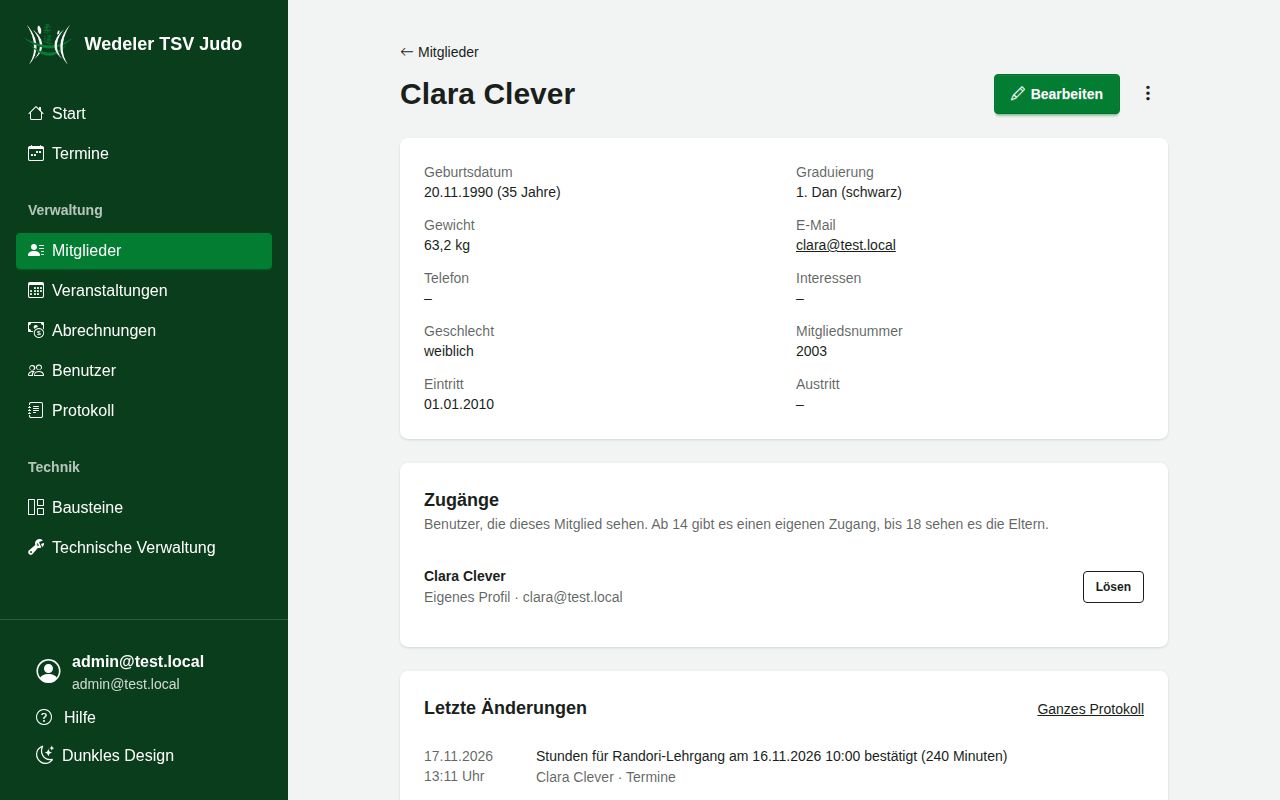 Wedeler TSV Judo
Start
Termine
Verwaltung
Mitglieder
Veranstaltungen
Abrechnungen
Benutzer
Protokoll
Technik
Bausteine
Technische Verwaltung
admin@test.local
admin@test.local
Hilfe
Dunkles Design
← Mitglieder
Clara Clever
Bearbeiten
Geburtsdatum
20.11.1990 (35 Jahre)
Graduierung
1. Dan (schwarz)
Gewicht
63,2 kg
E-Mail
clara@test.local
Telefon
–
Interessen
–
Geschlecht
weiblich
Mitgliedsnummer
2003
Eintritt
01.01.2010
Austritt
–
Zugänge
Benutzer, die dieses Mitglied sehen. Ab 14 gibt es einen eigenen Zugang, bis 18 sehen es die Eltern.
Clara Clever
Eigenes Profil · clara@test.local
Lösen
Letzte Änderungen
Ganzes Protokoll
17.11.2026
13:11 Uhr
Stunden für Randori-Lehrgang am 16.11.2026 10:00 bestätigt (240 Minuten)
Clara Clever · Termine